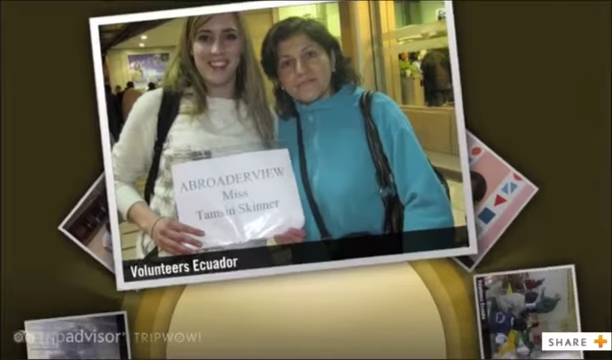 ABROADERVIEW
Miss
Tamsin Skinner
Volunteers Ecuador
tripadvisor® TRIPWOW!
SHARE +